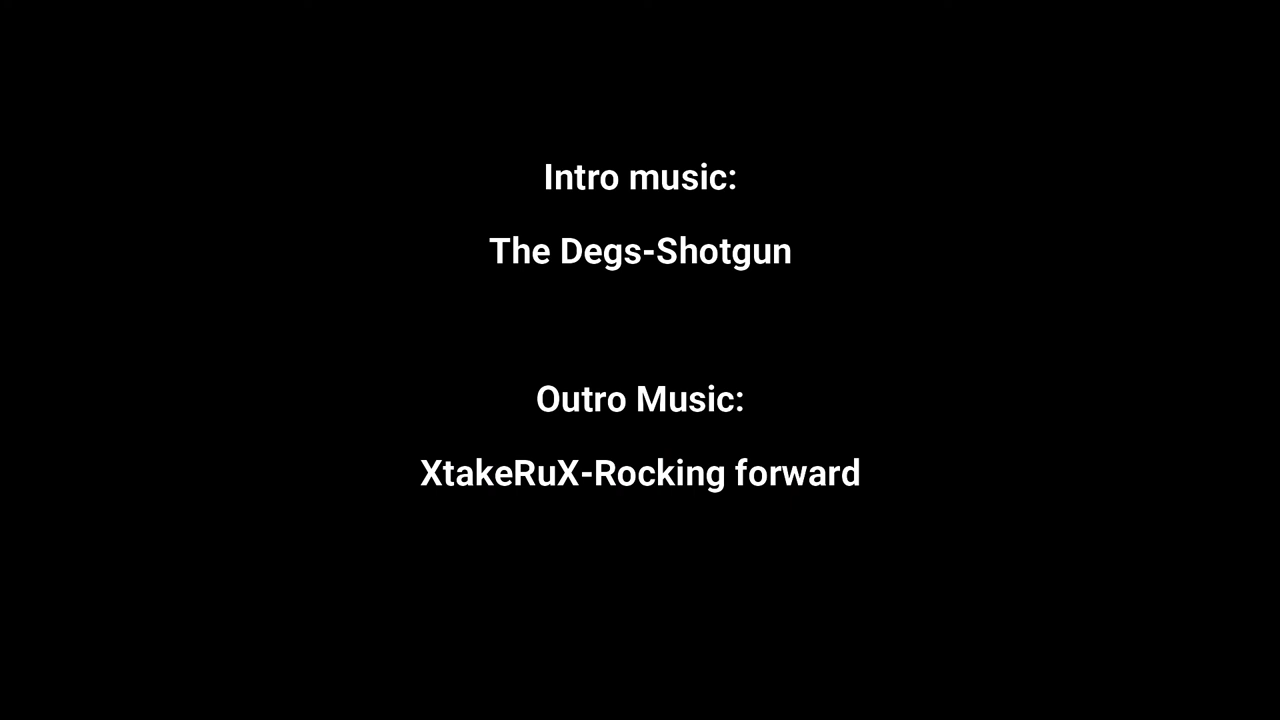 Intro music:
The Degs-Shotgun
Outro Music:
XtakeRuX-Rocking forward